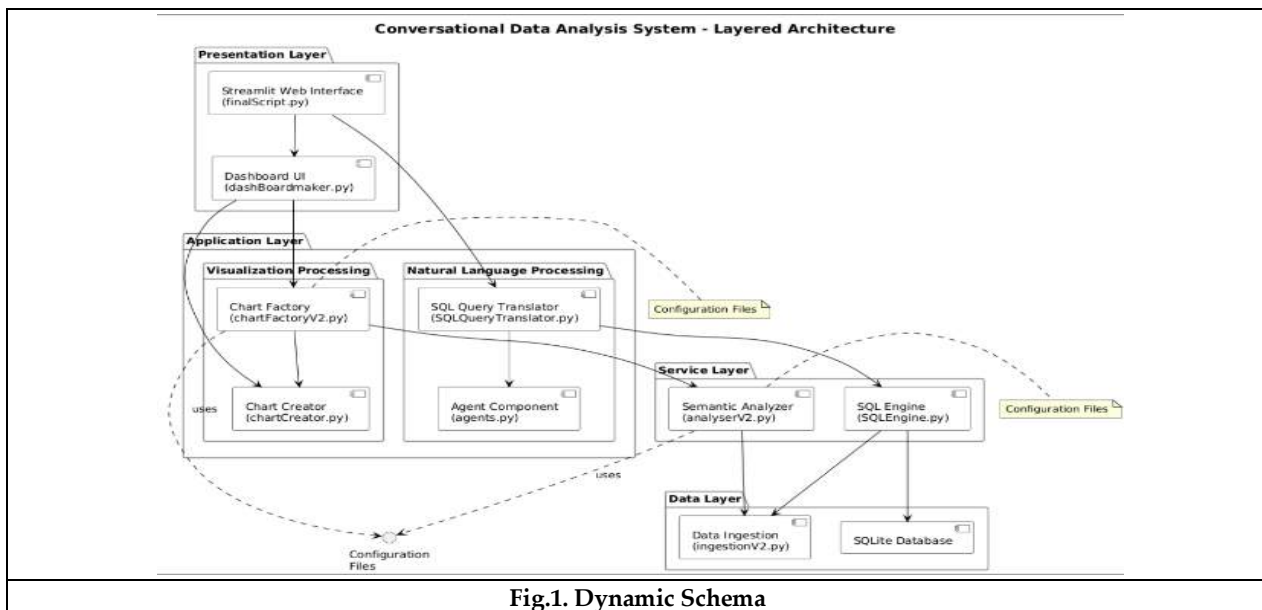 Conversational Data Analysis System - Layered Architecture
Presentation Layer
Streamlit Web Interface
(finalScript.py)
Dashboard UI
(dashBoardmaker.py)
Application Layer
Visualization Processing
Natural Language Processing
Chart Factory
(chartFactoryV2.py)
SQL Query Translator
(SQLQueryTranslator.py)
Configuration Files
Chart Creator
(chartCreator.py)
Agent Component
(agents.py)
uses
Service Layer
Semantic Analyzer
(analyserV2.py)
SQL Engine
(SQLEngine.py)
Configuration Files
uses
Data Layer
Data Ingestion
(ingestionV2.py)
SQLite Database
Configuration
Files
Fig.1. Dynamic Schema